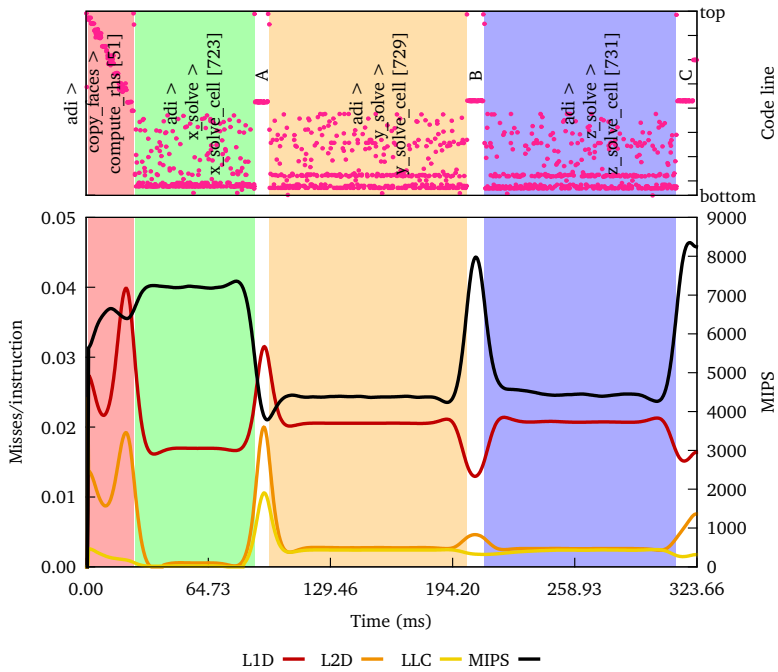 top
adi >
copy_faces >
compute_rhs [51]
adi >
x_solve >
x_solve_cell [723]
A
adi >
y_solve >
y_solve_cell [729]
B
adi >
z_solve >
z_solve_cell [731]
C
Code line
bottom
0.05
0.04
0.03
0.02
0.01
0.00
Misses/instruction
9000
8000
7000
6000
5000
4000
3000
2000
1000
0
MIPS
0.00 64.73 129.46 194.20 258.93 323.66
Time (ms)
L1D L2D LLC MIPS